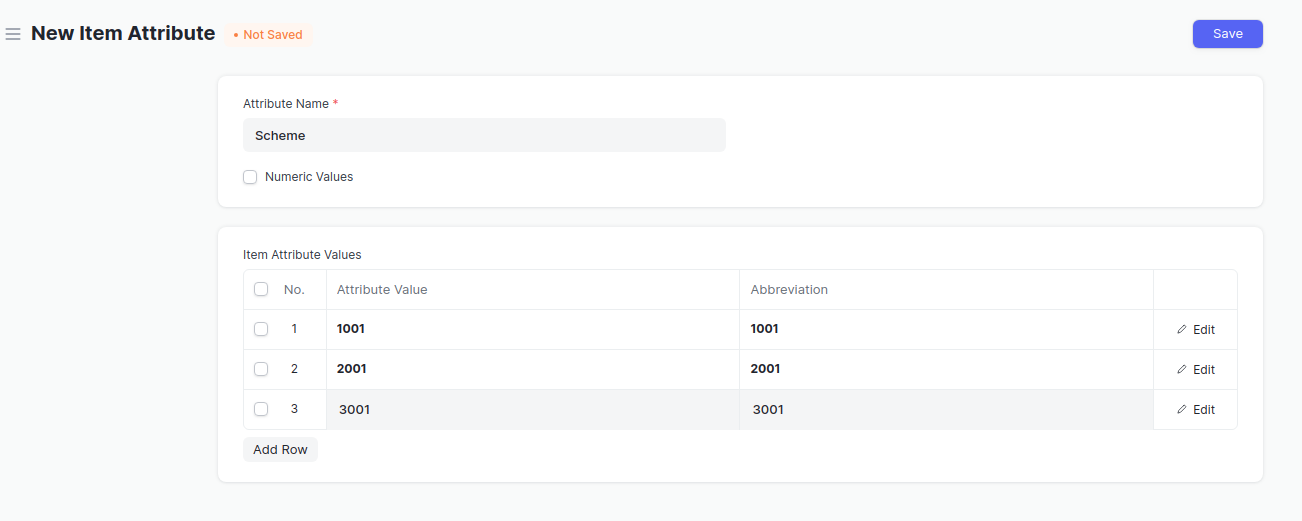 New Item Attribute • Not Saved Save
Attribute Name *
Scheme
Numeric Values
Item Attribute Values
No. Attribute Value Abbreviation
1 1001 1001 Edit
2 2001 2001 Edit
3 3001 3001 Edit
Add Row